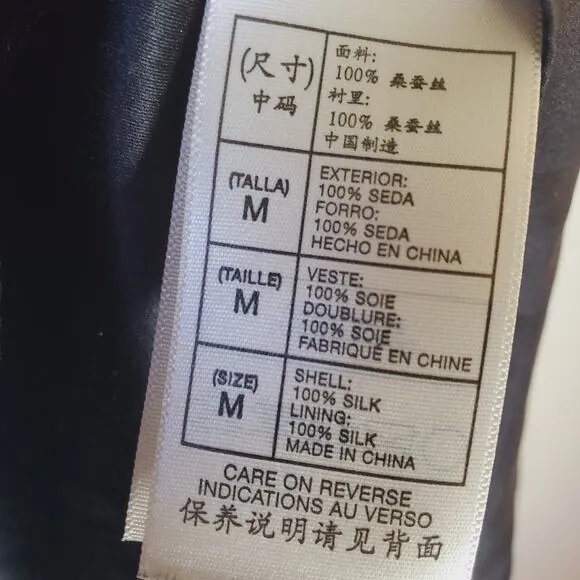 (尺寸)
中码
面料:
100% 桑蚕丝
衬里:
100% 桑蚕丝
中国制造
(TALLA)
M
EXTERIOR:
100% SEDA
FORRO:
100% SEDA
HECHO EN CHINA
(TAILLE)
M
VESTE:
100% SOIE
DOUBLURE:
100% SOIE
FABRIQUÉ EN CHINE
(SIZE)
M
SHELL:
100% SILK
LINING:
100% SILK
MADE IN CHINA
CARE ON REVERSE
INDICATIONS AU VERSO
保养说明请见背面